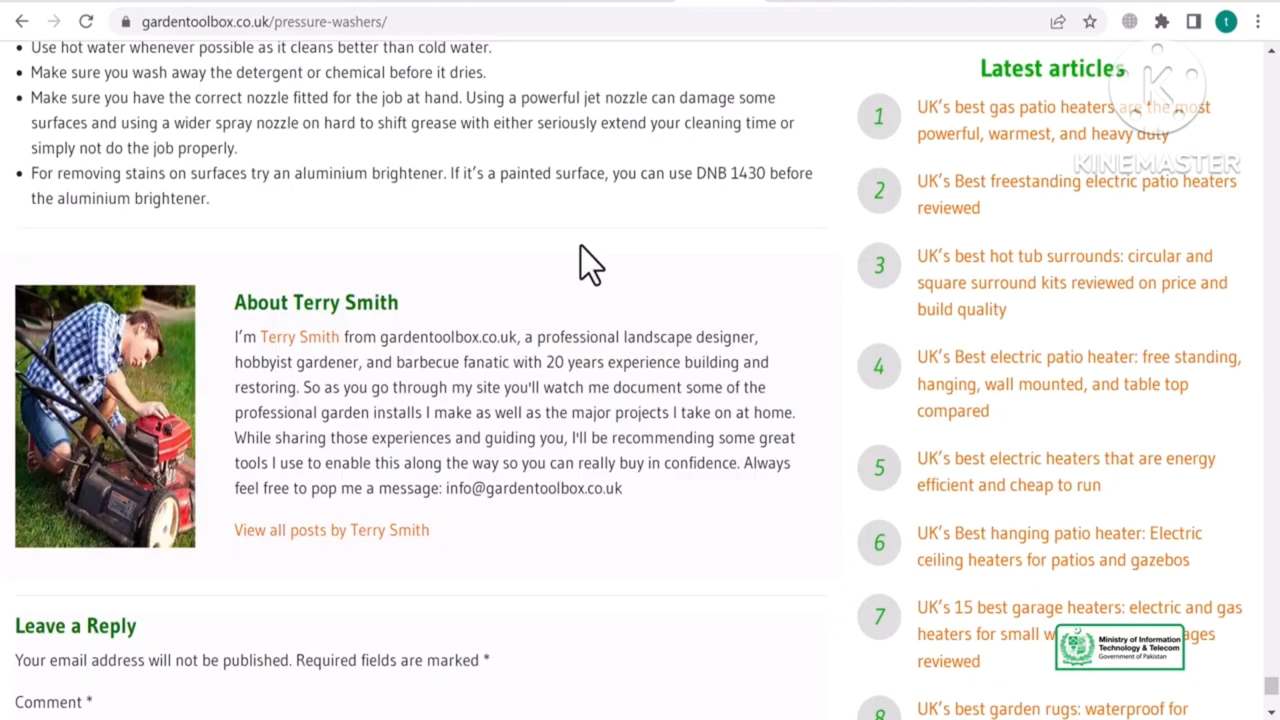 gardentoolbox.co.uk/pressure-washers/
t
Use hot water whenever possible as it cleans better than cold water.
Make sure you wash away the detergent or chemical before it dries.
Make sure you have the correct nozzle fitted for the job at hand. Using a powerful jet nozzle can damage some
surfaces and using a wider spray nozzle on hard to shift grease with either seriously extend your cleaning time or
simply not do the job properly.
For removing stains on surfaces try an aluminium brightener. If it's a painted surface, you can use DNB 1430 before
the aluminium brightener.
About Terry Smith
I'm Terry Smith from gardentoolbox.co.uk, a professional landscape designer,
hobbyist gardener, and barbecue fanatic with 20 years experience building and
restoring. So as you go through my site you'll watch me document some of the
professional garden installs I make as well as the major projects I take on at home.
While sharing those experiences and guiding you, I'll be recommending some great
tools I use to enable this along the way so you can really buy in confidence. Always
feel free to pop me a message: info@gardentoolbox.co.uk
View all posts by Terry Smith
Leave a Reply
Your email address will not be published. Required fields are marked *
Comment *
Latest articles
K
KINEMASTER
1
UK's best gas patio heaters are the most
powerful, warmest, and heavy duty
2
UK's Best freestanding electric patio heaters
reviewed
3
UK's best hot tub surrounds: circular and
square surround kits reviewed on price and
build quality
4
UK's Best electric patio heater: free standing,
hanging, wall mounted, and table top
compared
5
UK's best electric heaters that are energy
efficient and cheap to run
6
UK's Best hanging patio heater: Electric
ceiling heaters for patios and gazebos
7
UK's 15 best garage heaters: electric and gas
heaters for small
reviewed
Ministry of Information
Technology & Telecom
Government of Pakistan
8
UK's best garden rugs: waterproof for